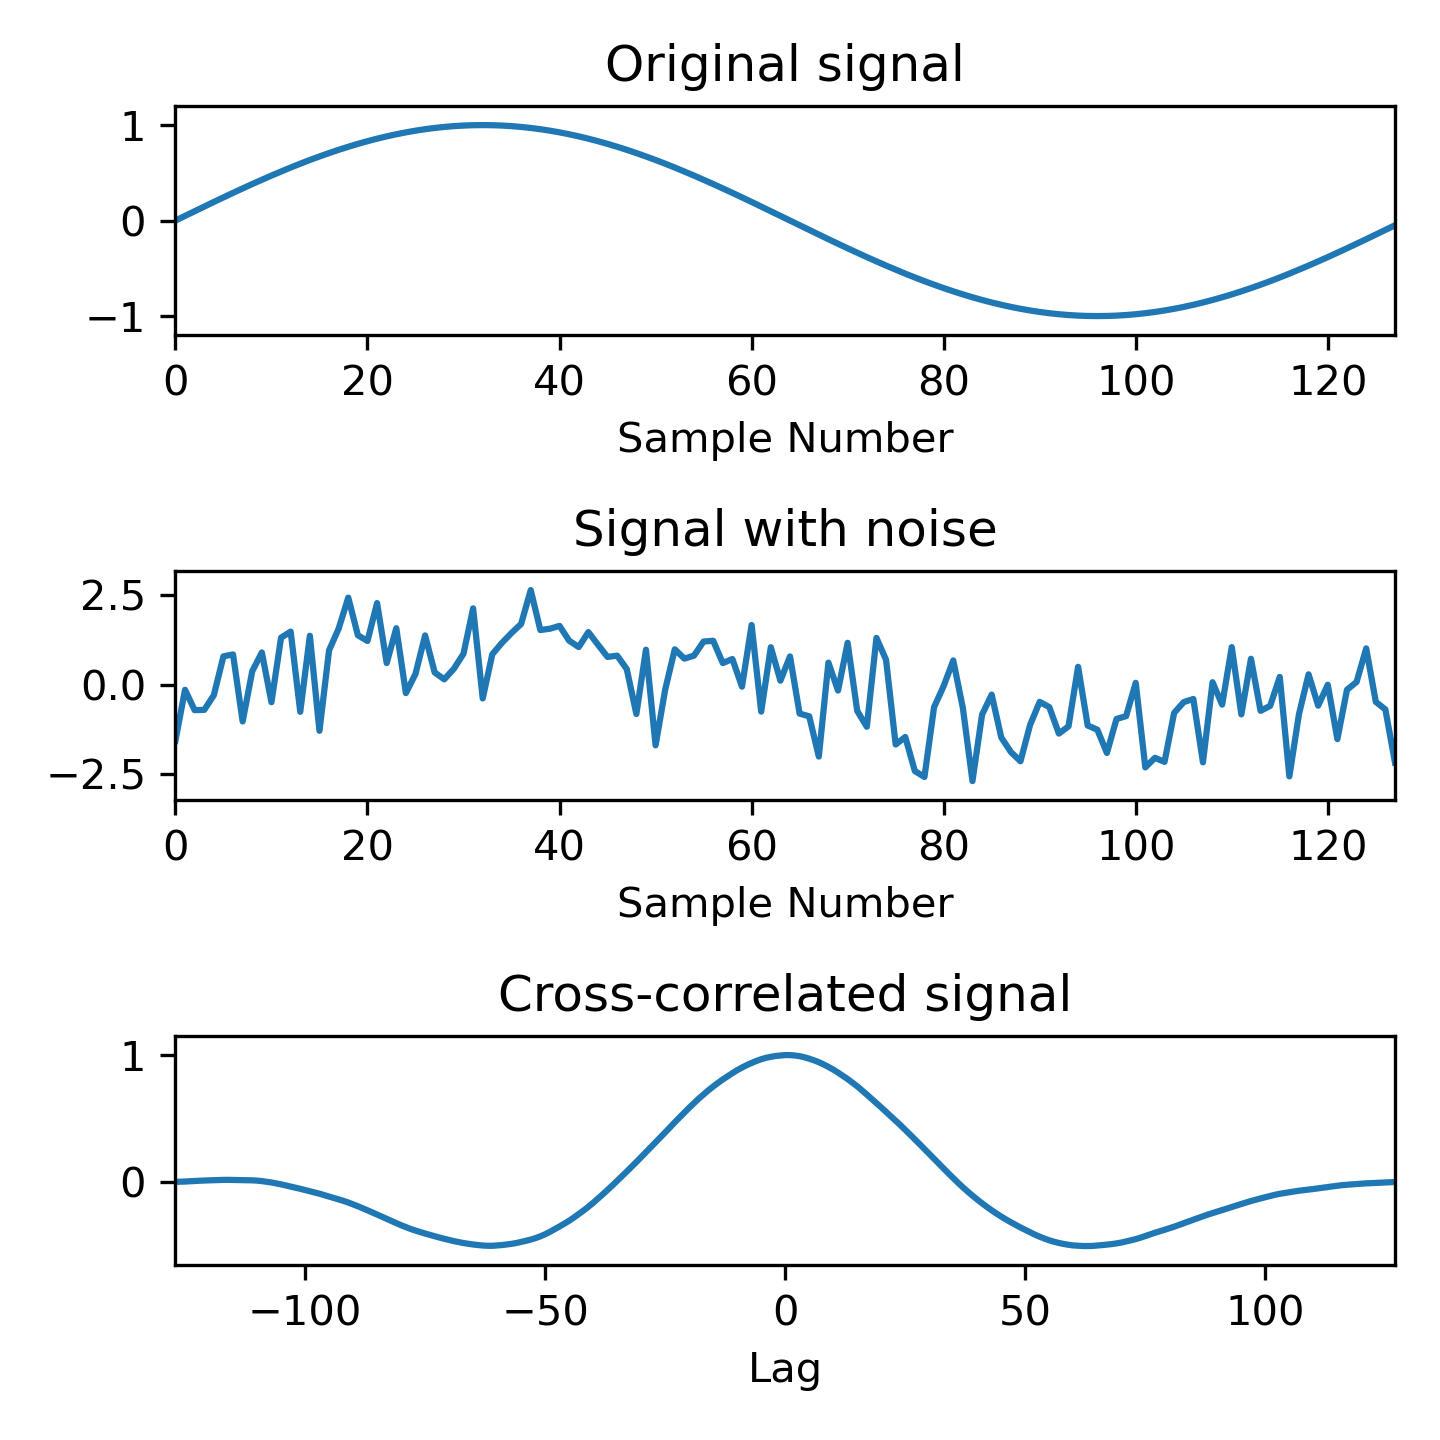 Original signal
1
0
−1
0 20 40 60 80 100 120
Sample Number
Signal with noise
2.5
0.0
−2.5
0 20 40 60 80 100 120
Sample Number
Cross-correlated signal
1
0
−100 −50 0 50 100
Lag